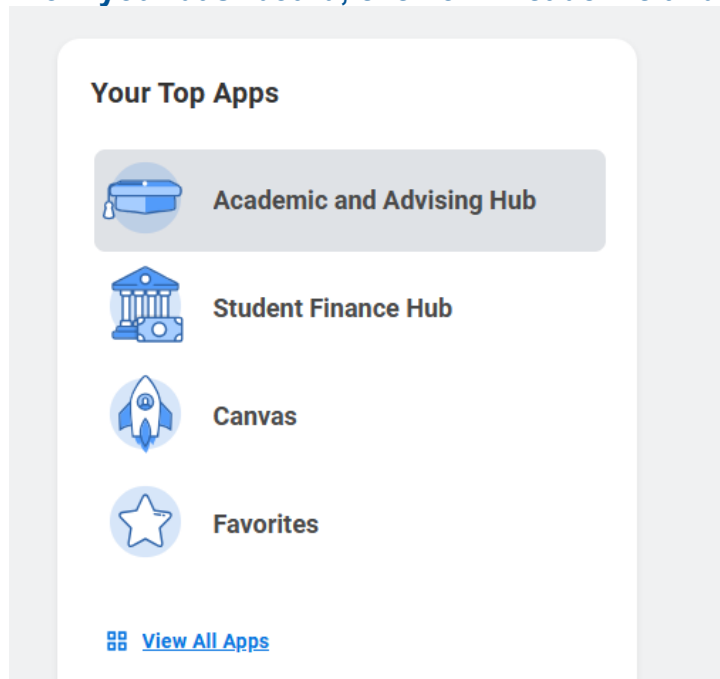 Your Top Apps
Academic and Advising Hub
Student Finance Hub
Canvas
Favorites
View All Apps